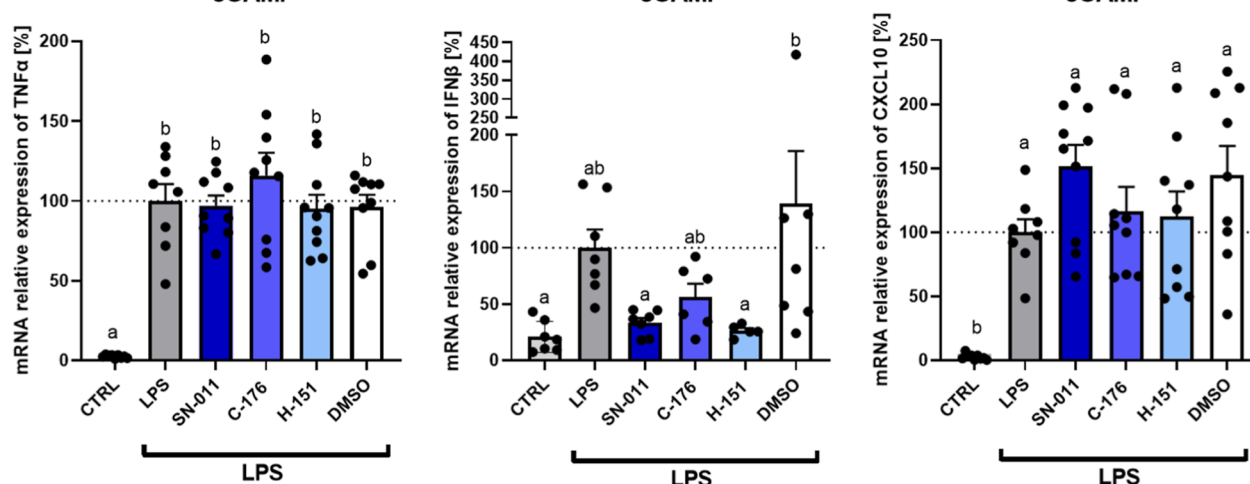 mRNA relative expression of TNFα [%]
200
150
100
50
0
b
b
b
b
b
a
CTRL
LPS
SN-011
C-176
H-151
DMSO
LPS
mRNA relative expression of IFNβ [%]
450
400
350
300
250
200
150
100
50
0
b
ab
ab
a
a
a
CTRL
LPS
SN-011
C-176
H-151
DMSO
LPS
mRNA relative expression of CXCL10 [%]
250
200
150
100
50
0
a
a
a
a
a
b
CTRL
LPS
SN-011
C-176
H-151
DMSO
LPS